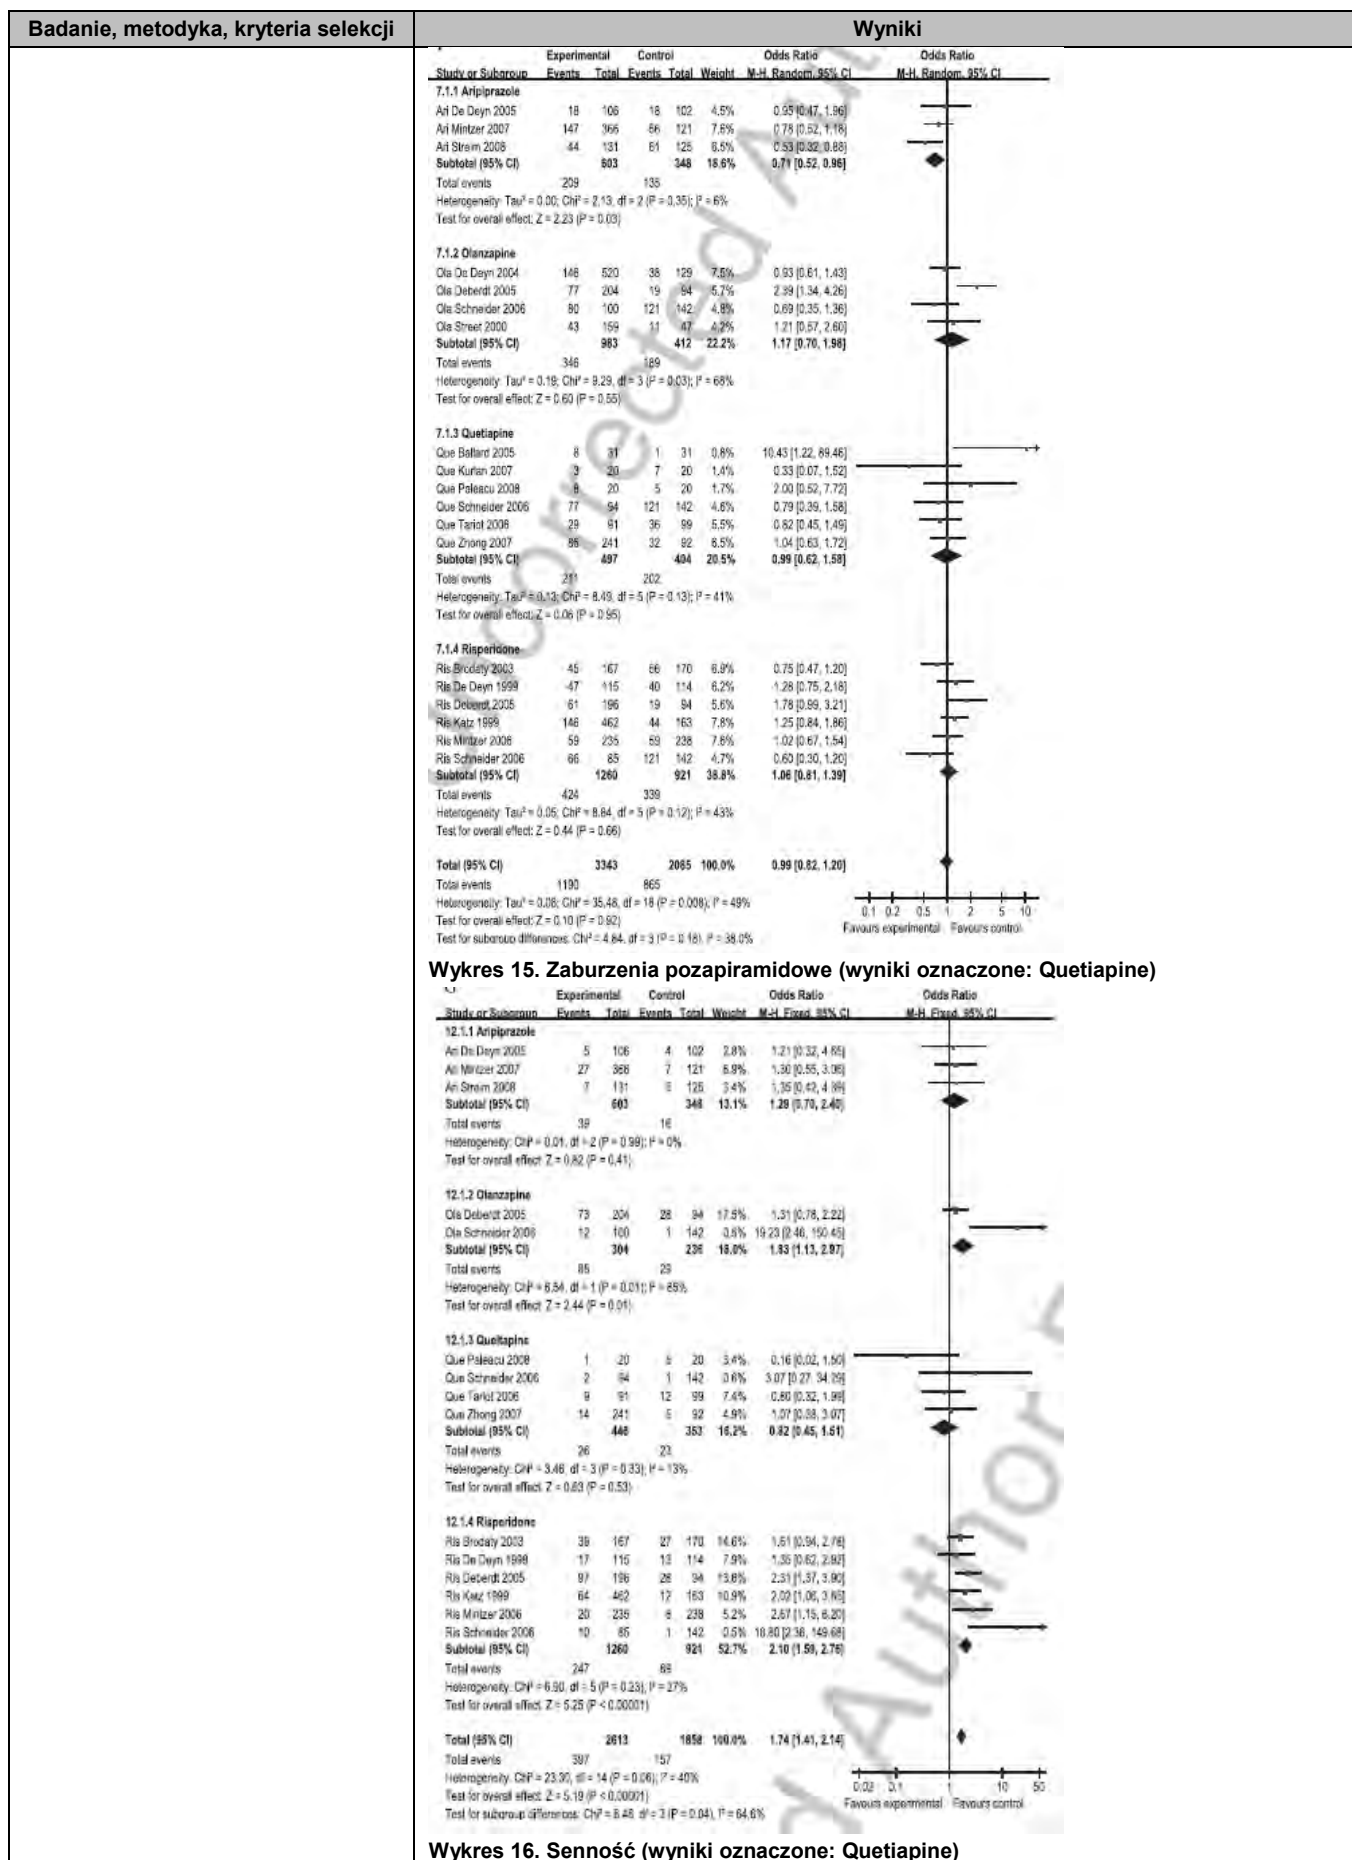 Badanie, metodyka, kryteria selekcji Wyniki
Experimental Control Odds Ratio Odds Ratio
Study or Subgroup Events Total Events Total Weight M-H, Random, 95% CI M-H, Random, 95% CI
7.1.1 Aripiprazole
Ari De Deyn 2005 18 106 18 102 4.5% 0.95 [0.47, 1.96]
Ari Mintzer 2007 147 366 121 7.6% 0.78 [0.52, 1.18]
Ari Streim 2008 44 131 61 125 6.5% 0.53 [0.32, 0.88]
Subtotal (95% CI) 603 348 18.6% 0.71 [0.52, 0.96]
Total events 209 135
Heterogeneity: Tau² = 0.00; Chi² = 2.13, df = 2 (P = 0.35); I² = 6%
Test for overall effect: Z = 2.23 (P = 0.03)
7.1.2 Olanzapine
Ola De Deyn 2004 146 520 38 129 7.5% 0.93 [0.61, 1.43]
Ola Deberdt 2005 77 204 19 94 5.7% 2.39 [1.34, 4.26]
Ola Schneider 2006 80 100 121 142 4.8% 0.69 [0.35, 1.36]
Ola Street 2000 43 159 11 47 4.2% 1.21 [0.57, 2.60]
Subtotal (95% CI) 983 412 22.2% 1.17 [0.70, 1.98]
Total events 346 189
Heterogeneity: Tau² = 0.19; Chi² = 9.29, df = 3 (P = 0.03); I² = 68%
Test for overall effect: Z = 0.60 (P = 0.55)
7.1.3 Quetiapine
Que Ballard 2005 8 31 1 31 0.8% 10.43 [1.22, 89.46]
Que Kurlan 2007 3 20 7 20 1.4% 0.33 [0.07, 1.52]
Que Paleacu 2008 8 20 5 20 1.7% 2.00 [0.52, 7.72]
Que Schneider 2006 77 94 121 142 4.6% 0.79 [0.39, 1.58]
Que Tariot 2006 29 91 36 99 5.5% 0.82 [0.45, 1.49]
Que Zhong 2007 86 241 32 92 6.5% 1.04 [0.63, 1.72]
Subtotal (95% CI) 497 404 20.5% 0.99 [0.62, 1.58]
Total events 211 202
Heterogeneity: Tau² = 0.13; Chi² = 8.49, df = 5 (P = 0.13); I² = 41%
Test for overall effect: Z = 0.06 (P = 0.95)
7.1.4 Risperidone
Ris Brodaty 2003 45 167 170 6.9% 0.75 [0.47, 1.20]
Ris De Deyn 1999 47 115 40 114 6.2% 1.28 [0.75, 2.18]
Ris Deberdt 2005 61 196 19 94 5.6% 1.78 [0.99, 3.21]
Ris Katz 1999 146 462 44 163 7.8% 1.25 [0.84, 1.86]
Ris Mintzer 2006 59 235 59 238 7.6% 1.02 [0.67, 1.54]
Ris Schneider 2006 66 85 121 142 4.7% 0.60 [0.30, 1.20]
Subtotal (95% CI) 1260 921 38.8% 1.06 [0.81, 1.39]
Total events 424 339
Heterogeneity: Tau² = 0.05; Chi² = 8.84, df = 5 (P = 0.12); I² = 43%
Test for overall effect: Z = 0.44 (P = 0.66)
Total (95% CI) 3343 2085 100.0% 0.99 [0.82, 1.20]
Total events 1190 865
Heterogeneity: Tau² = 0.08; Chi² = 35.48, df = 18 (P = 0.008); I² = 49%
Test for overall effect: Z = 0.10 (P = 0.92)
Test for subgroup differences: Chi² = 4.84, df = 3 (P = 0.18), I² = 38.0%
0.1 0.2 0.5 1 2 5 10
Favours experimental Favours control
Wykres 15. Zaburzenia pozapiramidowe (wyniki oznaczone: Quetiapine)
Experimental Control Odds Ratio Odds Ratio
Study or Subgroup Events Total Events Total Weight M-H, Fixed, 95% CI M-H, Fixed, 95% CI
12.1.1 Aripiprazole
Ari De Deyn 2005 5 106 4 102 2.8% 1.21 [0.32, 4.65]
Ari Mintzer 2007 27 366 7 121 6.9% 1.30 [0.55, 3.06]
Ari Streim 2008 7 131 5 125 3.4% 1.35 [0.42, 4.39]
Subtotal (95% CI) 603 348 13.1% 1.29 [0.70, 2.40]
Total events 39 16
Heterogeneity: Chi² = 0.01, df = 2 (P = 0.99); I² = 0%
Test for overall effect: Z = 0.82 (P = 0.41)
12.1.2 Olanzapine
Ola Deberdt 2005 73 204 28 94 17.5% 1.31 [0.78, 2.22]
Ola Schneider 2006 12 100 1 142 0.5% 19.23 [2.46, 150.45]
Subtotal (95% CI) 304 236 18.0% 1.83 [1.13, 2.97]
Total events 85 29
Heterogeneity: Chi² = 6.54, df = 1 (P = 0.01); I² = 85%
Test for overall effect: Z = 2.44 (P = 0.01)
12.1.3 Quetiapine
Que Paleacu 2008 1 20 5 20 3.4% 0.16 [0.02, 1.50]
Que Schneider 2006 2 94 1 142 0.6% 3.07 [0.27, 34.29]
Que Tariot 2006 9 91 12 99 7.4% 0.80 [0.32, 1.99]
Que Zhong 2007 14 241 5 92 4.9% 1.07 [0.38, 3.07]
Subtotal (95% CI) 446 353 16.2% 0.82 [0.45, 1.51]
Total events 26 23
Heterogeneity: Chi² = 3.46, df = 3 (P = 0.33); I² = 13%
Test for overall effect: Z = 0.63 (P = 0.53)
12.1.4 Risperidone
Ris Brodaty 2003 39 167 27 170 14.6% 1.61 [0.94, 2.78]
Ris De Deyn 1999 17 115 13 114 7.9% 1.35 [0.62, 2.92]
Ris Deberdt 2005 97 196 28 94 13.8% 2.31 [1.37, 3.90]
Ris Katz 1999 64 462 12 163 10.9% 2.02 [1.06, 3.85]
Ris Mintzer 2006 20 235 8 238 5.2% 2.67 [1.15, 6.20]
Ris Schneider 2006 10 85 1 142 0.5% 18.80 [2.36, 149.68]
Subtotal (95% CI) 1260 921 52.7% 2.10 [1.59, 2.76]
Total events 247 89
Heterogeneity: Chi² = 6.90, df = 5 (P = 0.23); I² = 27%
Test for overall effect: Z = 5.25 (P < 0.00001)
Total (95% CI) 2613 1858 100.0% 1.74 [1.41, 2.14]
Total events 397 157
Heterogeneity: Chi² = 23.30, df = 14 (P = 0.06); I² = 40%
Test for overall effect: Z = 5.19 (P < 0.00001)
Test for subgroup differences: Chi² = 8.48, df = 3 (P = 0.04), I² = 64.6%
0.02 0.1 1 10 50
Favours experimental Favours control
Wykres 16. Senność (wyniki oznaczone: Quetiapine)